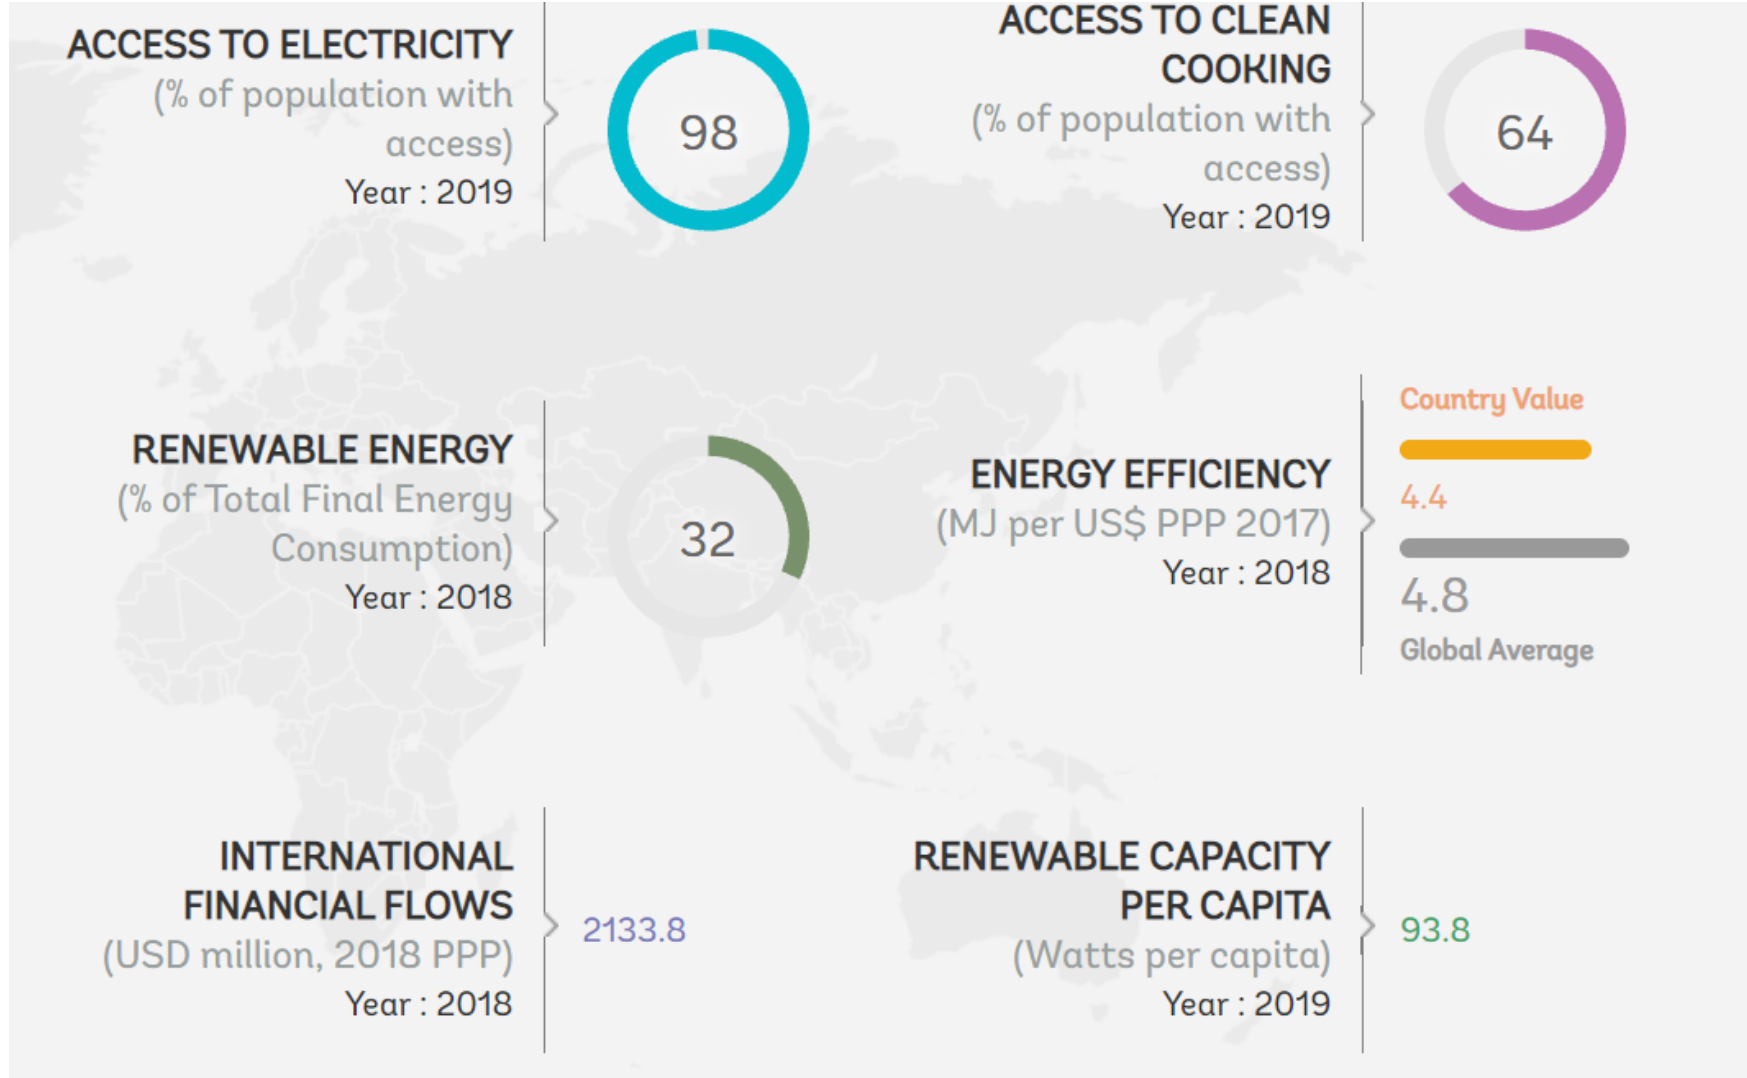 ACCESS TO ELECTRICITY
(% of population with
access)
Year : 2019
98
ACCESS TO CLEAN
COOKING
(% of population with
access)
Year : 2019
64
RENEWABLE ENERGY
(% of Total Final Energy
Consumption)
Year : 2018
32
ENERGY EFFICIENCY
(MJ per US$ PPP 2017)
Year : 2018
Country Value
4.4
4.8
Global Average
INTERNATIONAL
FINANCIAL FLOWS
(USD million, 2018 PPP)
Year : 2018
2133.8
RENEWABLE CAPACITY
PER CAPITA
(Watts per capita)
Year : 2019
93.8